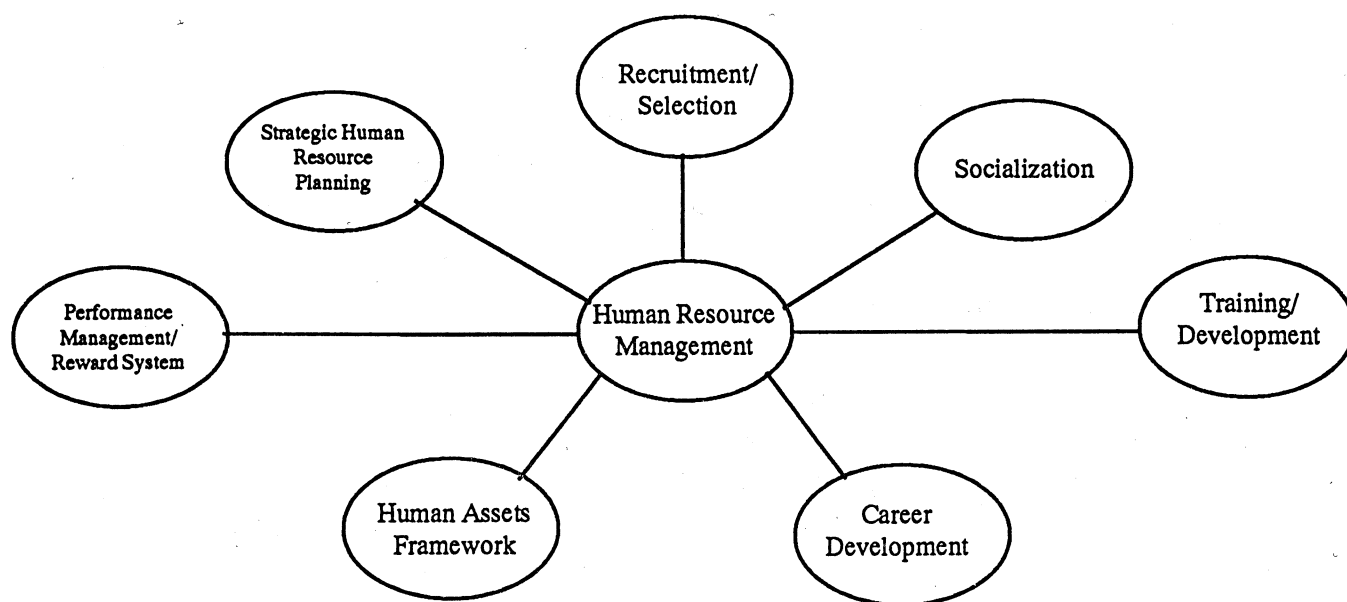 Recruitment/
Selection
Strategic Human
Resource
Planning
Socialization
Performance
Management/
Reward System
Human Resource
Management
Training/
Development
Human Assets
Framework
Career
Development